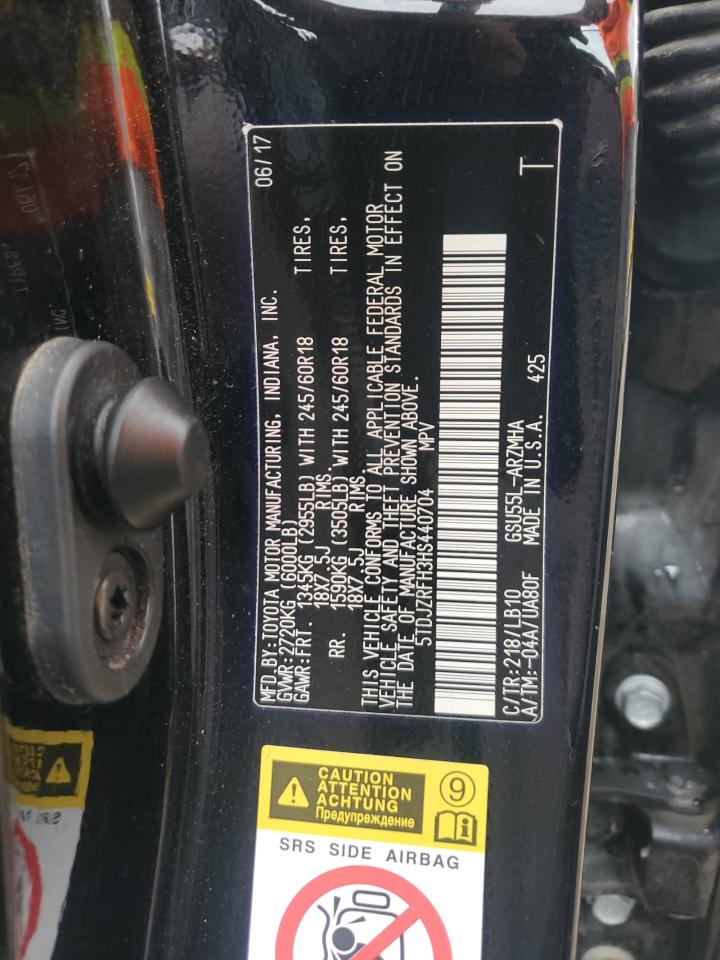 MFD.BY:TOYOTA MOTOR MANUFACTURING, INDIANA, INC. 06/17
GVWR:2720KG (6000LB)
GAWR:FRT. 1345KG (2955LB) WITH 245/60R18 TIRES,
18X7.5J RIMS.
RR. 1590KG (3505LB) WITH 245/60R18 TIRES,
18X7.5J RIMS.
THIS VEHICLE CONFORMS TO ALL APPLICABLE FEDERAL MOTOR
VEHICLE SAFETY AND THEFT PREVENTION STANDARDS IN EFFECT ON
THE DATE OF MANUFACTURE SHOWN ABOVE.
5TDJZRFH3HS440704 MPV
C/TR:218/LB10 GSU55L-ARZMHA T
A/TM:-04A/UA80F MADE IN U.S.A. 425
CAUTION
ATTENTION
ACHTUNG
Предупреждение
9
SRS SIDE AIRBAG